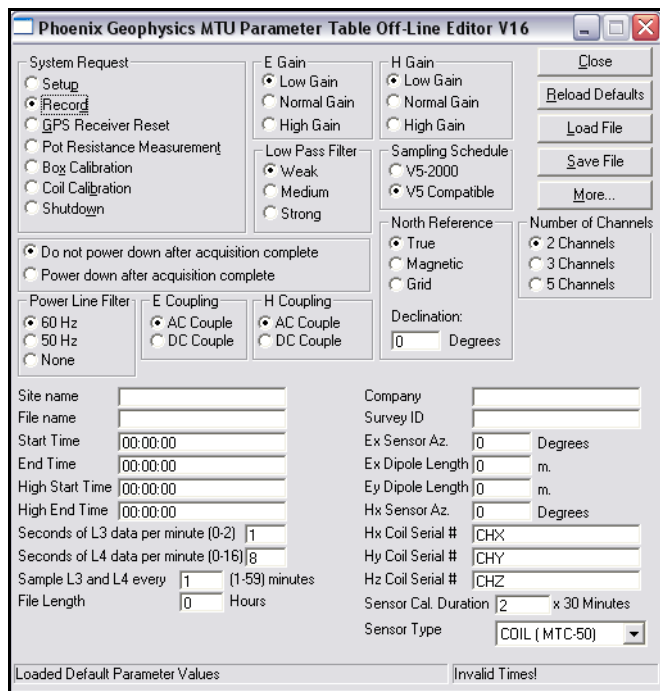 Phoenix Geophysics MTU Parameter Table Off-Line Editor V16
System Request
Setup
Record
GPS Receiver Reset
Pot Resistance Measurement
Box Calibration
Coil Calibration
Shutdown
E Gain
Low Gain
Normal Gain
High Gain
H Gain
Low Gain
Normal Gain
High Gain
Close
Reload Defaults
Load File
Save File
More...
Low Pass Filter
Weak
Medium
Strong
Sampling Schedule
V5-2000
V5 Compatible
Do not power down after acquisition complete
Power down after acquisition complete
North Reference
True
Magnetic
Grid
Declination:
0 Degrees
Number of Channels
2 Channels
3 Channels
5 Channels
Power Line Filter
60 Hz
50 Hz
None
E Coupling
AC Couple
DC Couple
H Coupling
AC Couple
DC Couple
Site name
File name
Start Time 00:00:00
End Time 00:00:00
High Start Time 00:00:00
High End Time 00:00:00
Seconds of L3 data per minute (0-2) 1
Seconds of L4 data per minute (0-16) 8
Sample L3 and L4 every 1 (1-59) minutes
File Length 0 Hours
Company
Survey ID
Ex Sensor Az. 0 Degrees
Ex Dipole Length 0 m.
Ey Dipole Length 0 m.
Hx Sensor Az. 0 Degrees
Hx Coil Serial # CHX
Hy Coil Serial # CHY
Hz Coil Serial # CHZ
Sensor Cal. Duration 2 x 30 Minutes
Sensor Type COIL ( MTC-50)
Loaded Default Parameter Values
Invalid Times!